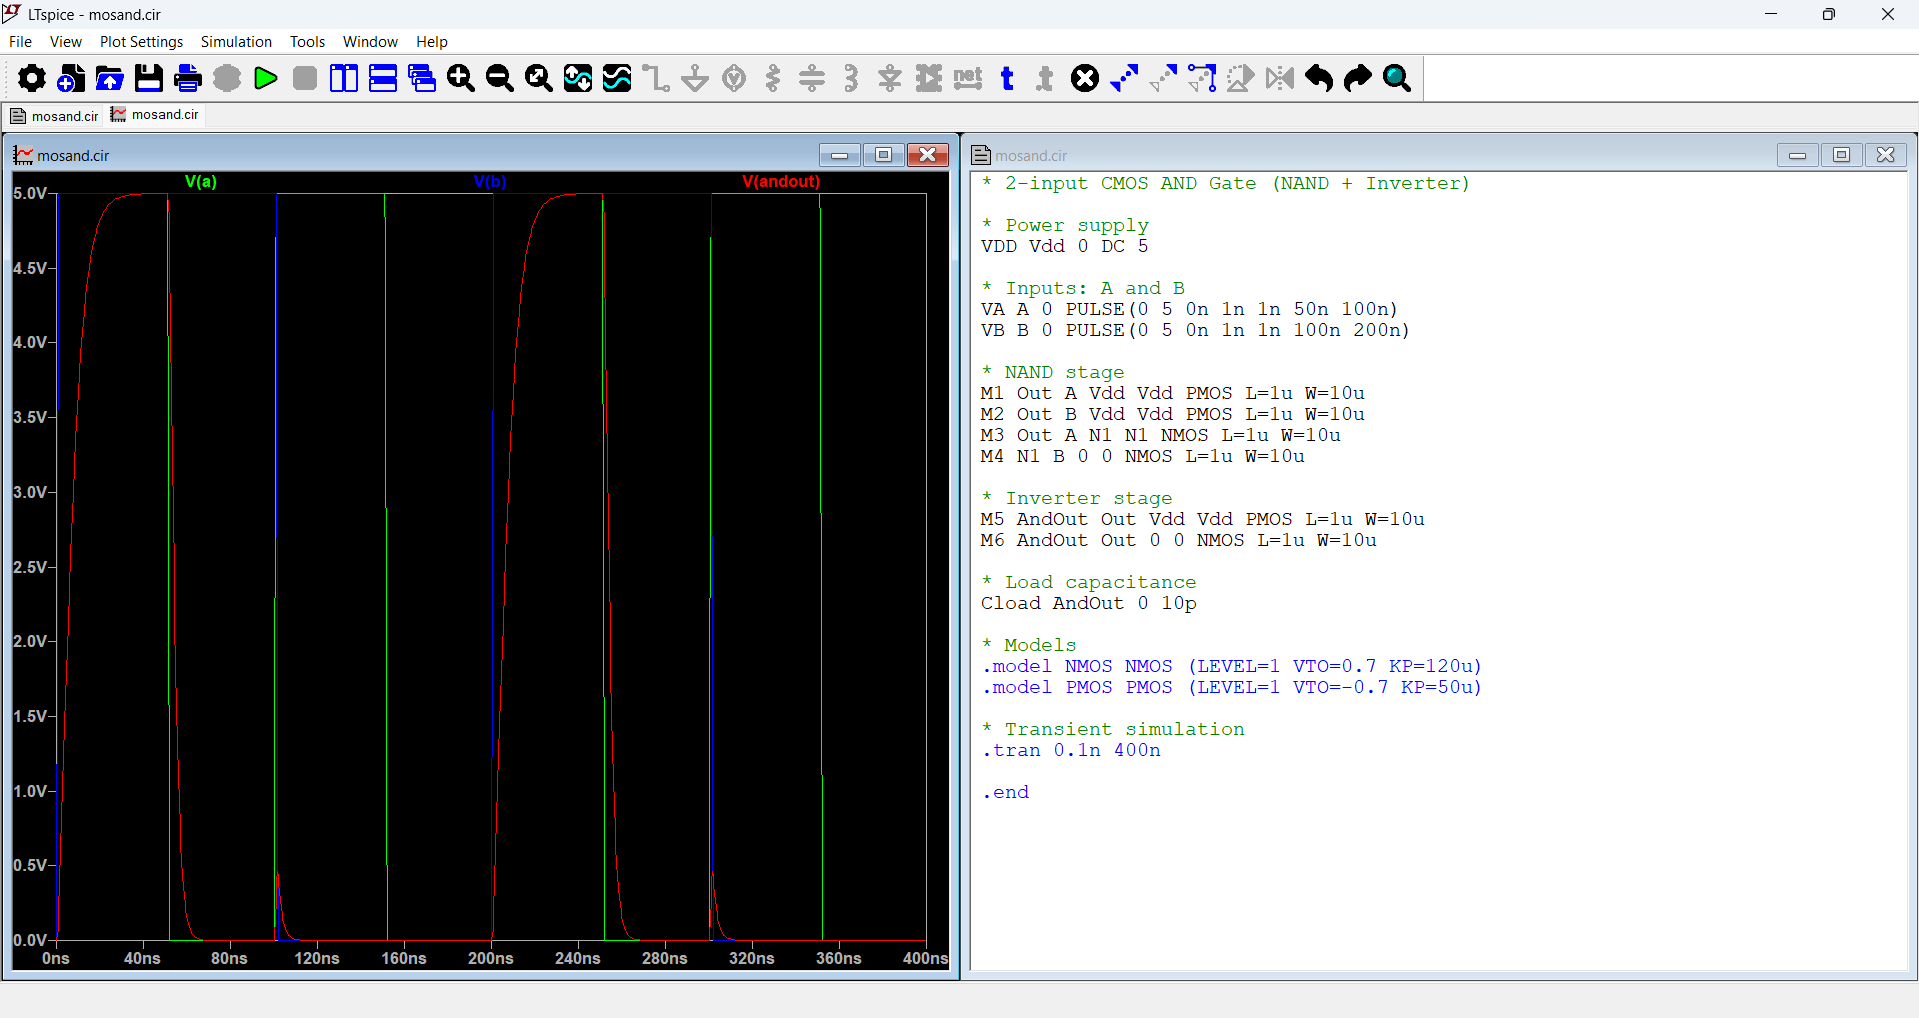 LTspice - mosand.cir
File View Plot Settings Simulation Tools Window Help
net t t
mosand.cir mosand.cir
mosand.cir
V(a) V(b) V(andout)
5.0V
4.5V
4.0V
3.5V
3.0V
2.5V
2.0V
1.5V
1.0V
0.5V
0.0V
0ns 40ns 80ns 120ns 160ns 200ns 240ns 280ns 320ns 360ns 400ns
mosand.cir
* 2-input CMOS AND Gate (NAND + Inverter)
* Power supply
VDD Vdd 0 DC 5
* Inputs: A and B
VA A 0 PULSE(0 5 0n 1n 1n 50n 100n)
VB B 0 PULSE(0 5 0n 1n 1n 100n 200n)
* NAND stage
M1 Out A Vdd Vdd PMOS L=1u W=10u
M2 Out B Vdd Vdd PMOS L=1u W=10u
M3 Out A N1 N1 NMOS L=1u W=10u
M4 N1 B 0 0 NMOS L=1u W=10u
* Inverter stage
M5 AndOut Out Vdd Vdd PMOS L=1u W=10u
M6 AndOut Out 0 0 NMOS L=1u W=10u
* Load capacitance
Cload AndOut 0 10p
* Models
.model NMOS NMOS (LEVEL=1 VTO=0.7 KP=120u)
.model PMOS PMOS (LEVEL=1 VTO=-0.7 KP=50u)
* Transient simulation
.tran 0.1n 400n
.end